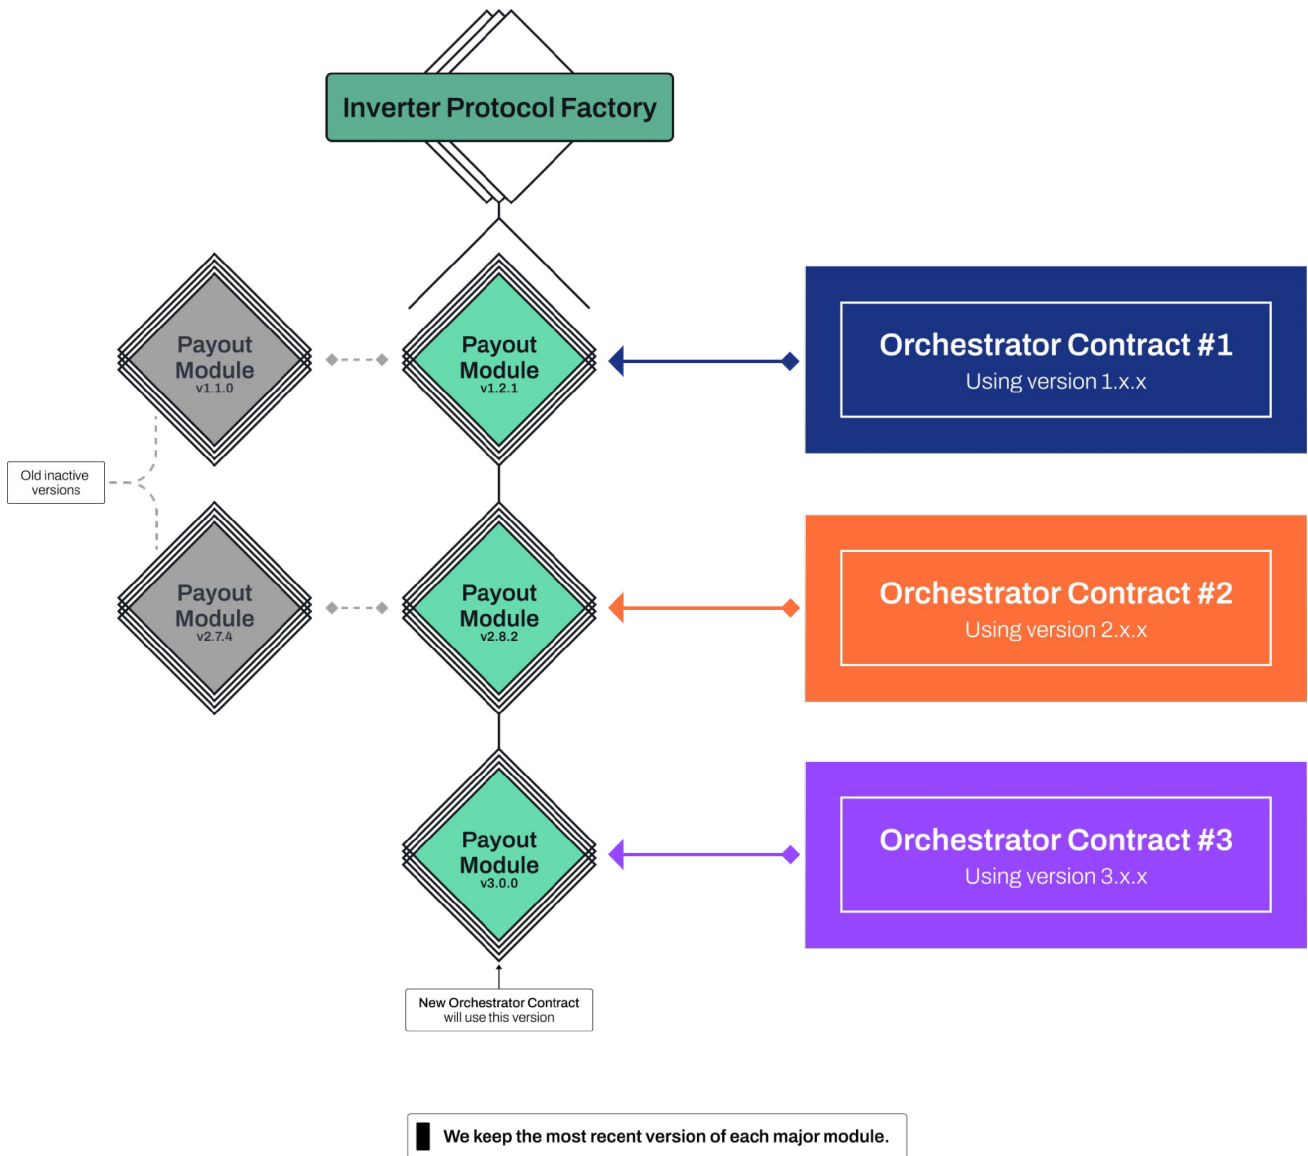 Inverter Protocol Factory
Payout
Module
v1.1.0
Payout
Module
v1.2.1
Orchestrator Contract #1
Using version 1.x.x
Old inactive
versions
Payout
Module
v2.7.4
Payout
Module
v2.8.2
Orchestrator Contract #2
Using version 2.x.x
Payout
Module
v3.0.0
Orchestrator Contract #3
Using version 3.x.x
New Orchestrator Contract
will use this version
We keep the most recent version of each major module.